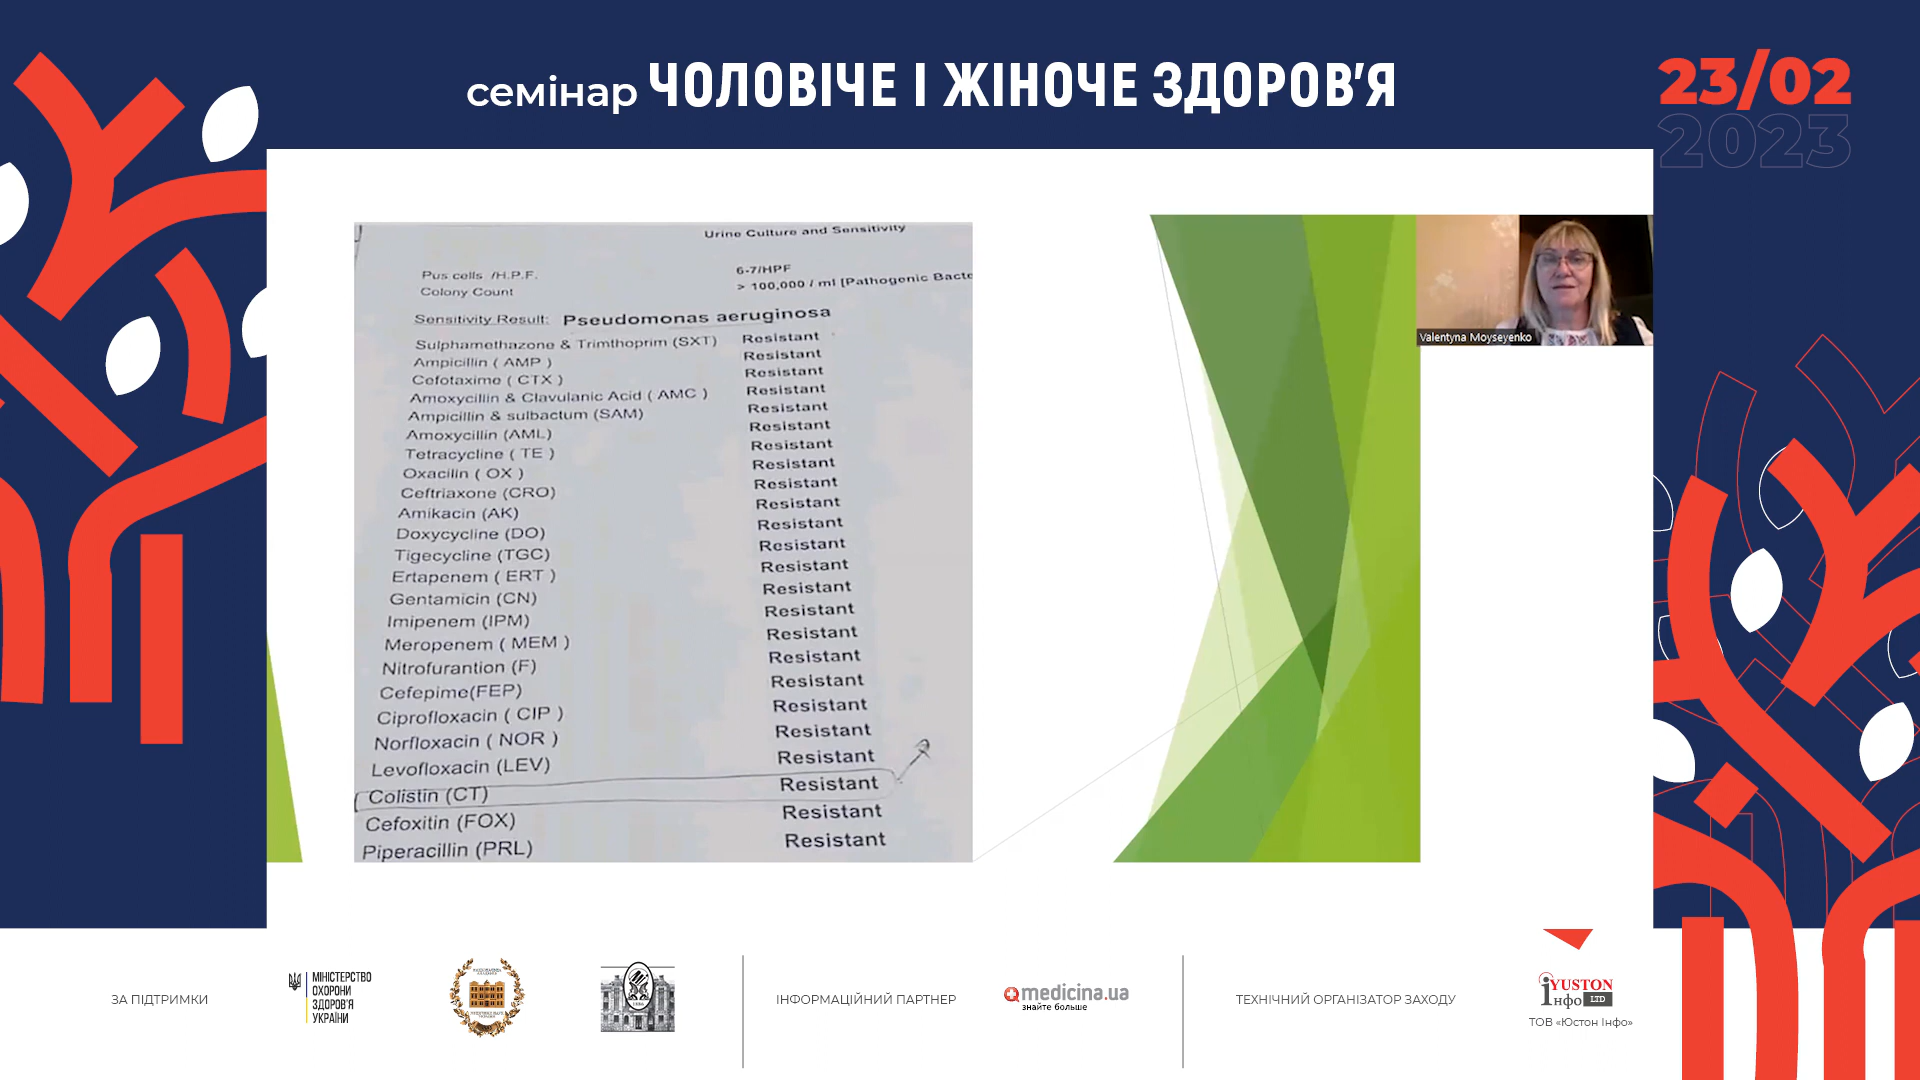 семінар ЧОЛОВІЧЕ І ЖІНОЧЕ ЗДОРОВ'Я
23/02
2023
Urine Culture and Sensitivity
Pus cells /H.P.F. 6-7/HPF
Colony Count > 100,000 / ml [Pathogenic Bacte
Sensitivity Result: Pseudomonas aeruginosa
Sulphamethazone & Trimthoprim (SXT) Resistant
Ampicillin ( AMP ) Resistant
Cefotaxime ( CTX ) Resistant
Amoxycillin & Clavulanic Acid ( AMC ) Resistant
Ampicillin & sulbactum (SAM) Resistant
Amoxycillin (AML) Resistant
Tetracycline ( TE ) Resistant
Oxacilin ( OX ) Resistant
Ceftriaxone (CRO) Resistant
Amikacin (AK) Resistant
Doxycycline (DO) Resistant
Tigecycline (TGC) Resistant
Ertapenem ( ERT ) Resistant
Gentamicin (CN) Resistant
Imipenem (IPM) Resistant
Meropenem ( MEM ) Resistant
Nitrofurantion (F) Resistant
Cefepime(FEP) Resistant
Ciprofloxacin ( CIP ) Resistant
Norfloxacin ( NOR ) Resistant
Levofloxacin (LEV) Resistant
Colistin (CT) Resistant
Cefoxitin (FOX) Resistant
Piperacillin (PRL) Resistant
Valentyna Moyseyenko
ЗА ПІДТРИМКИ
МІНІСТЕРСТВО
ОХОРОНИ
ЗДОРОВ'Я
УКРАЇНИ
ІНФОРМАЦІЙНИЙ ПАРТНЕР
medicina.ua
знайте больше
ТЕХНІЧНИЙ ОРГАНІЗАТОР ЗАХОДУ
YUSTON
iнфо LTD
ТОВ «Юстон Інфо»